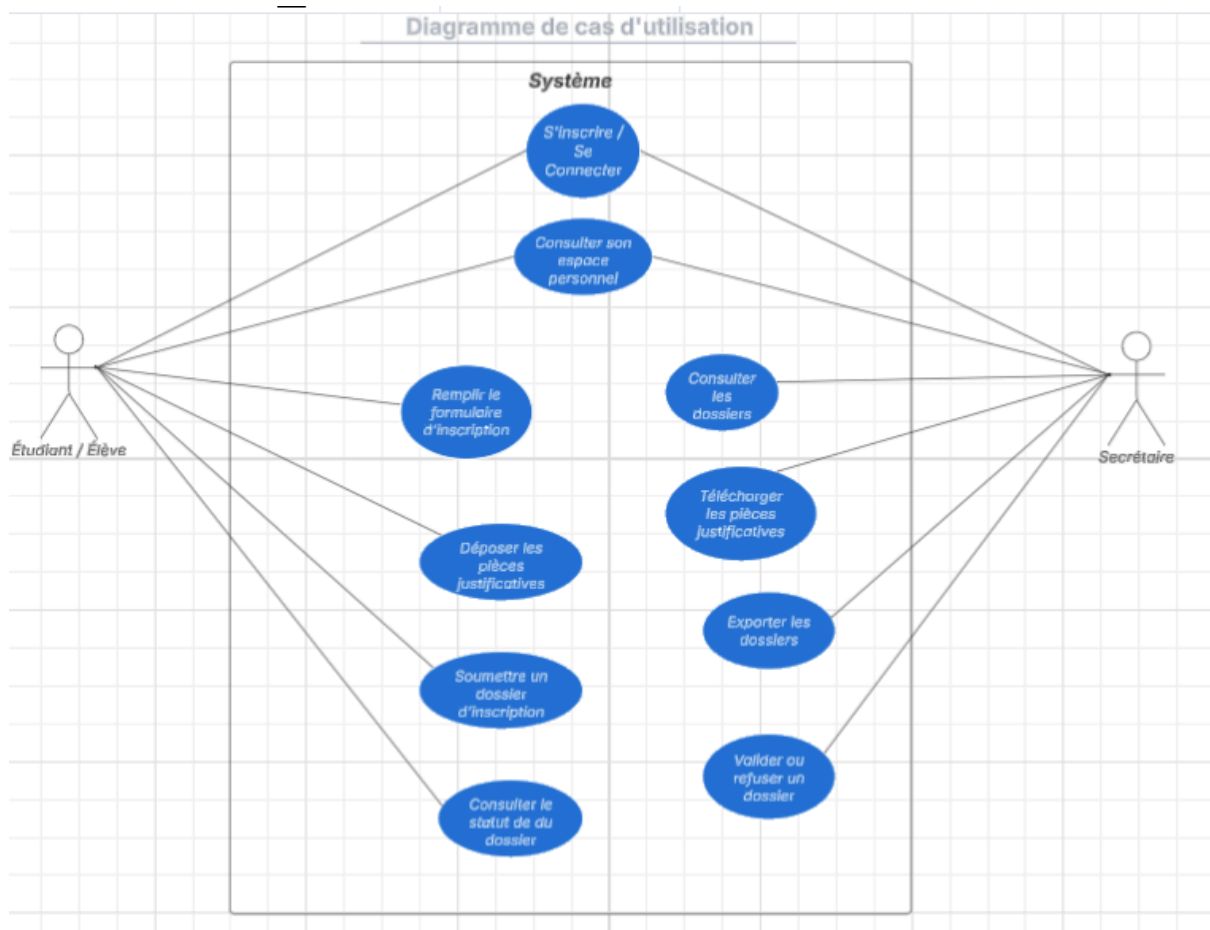 Diagramme de cas d'utilisation
Système
S'inscrire /
Se
Connecter
Consulter son
espace
personnel
Remplir le
formulaire
d'inscription
Consulter
les
dossiers
Étudiant / Élève
Secrétaire
Télécharger
les pièces
justificatives
Déposer les
pièces
justificatives
Exporter les
dossiers
Soumettre un
dossier
d'inscription
Valider ou
refuser un
dossier
Consulter le
statut de du
dossier